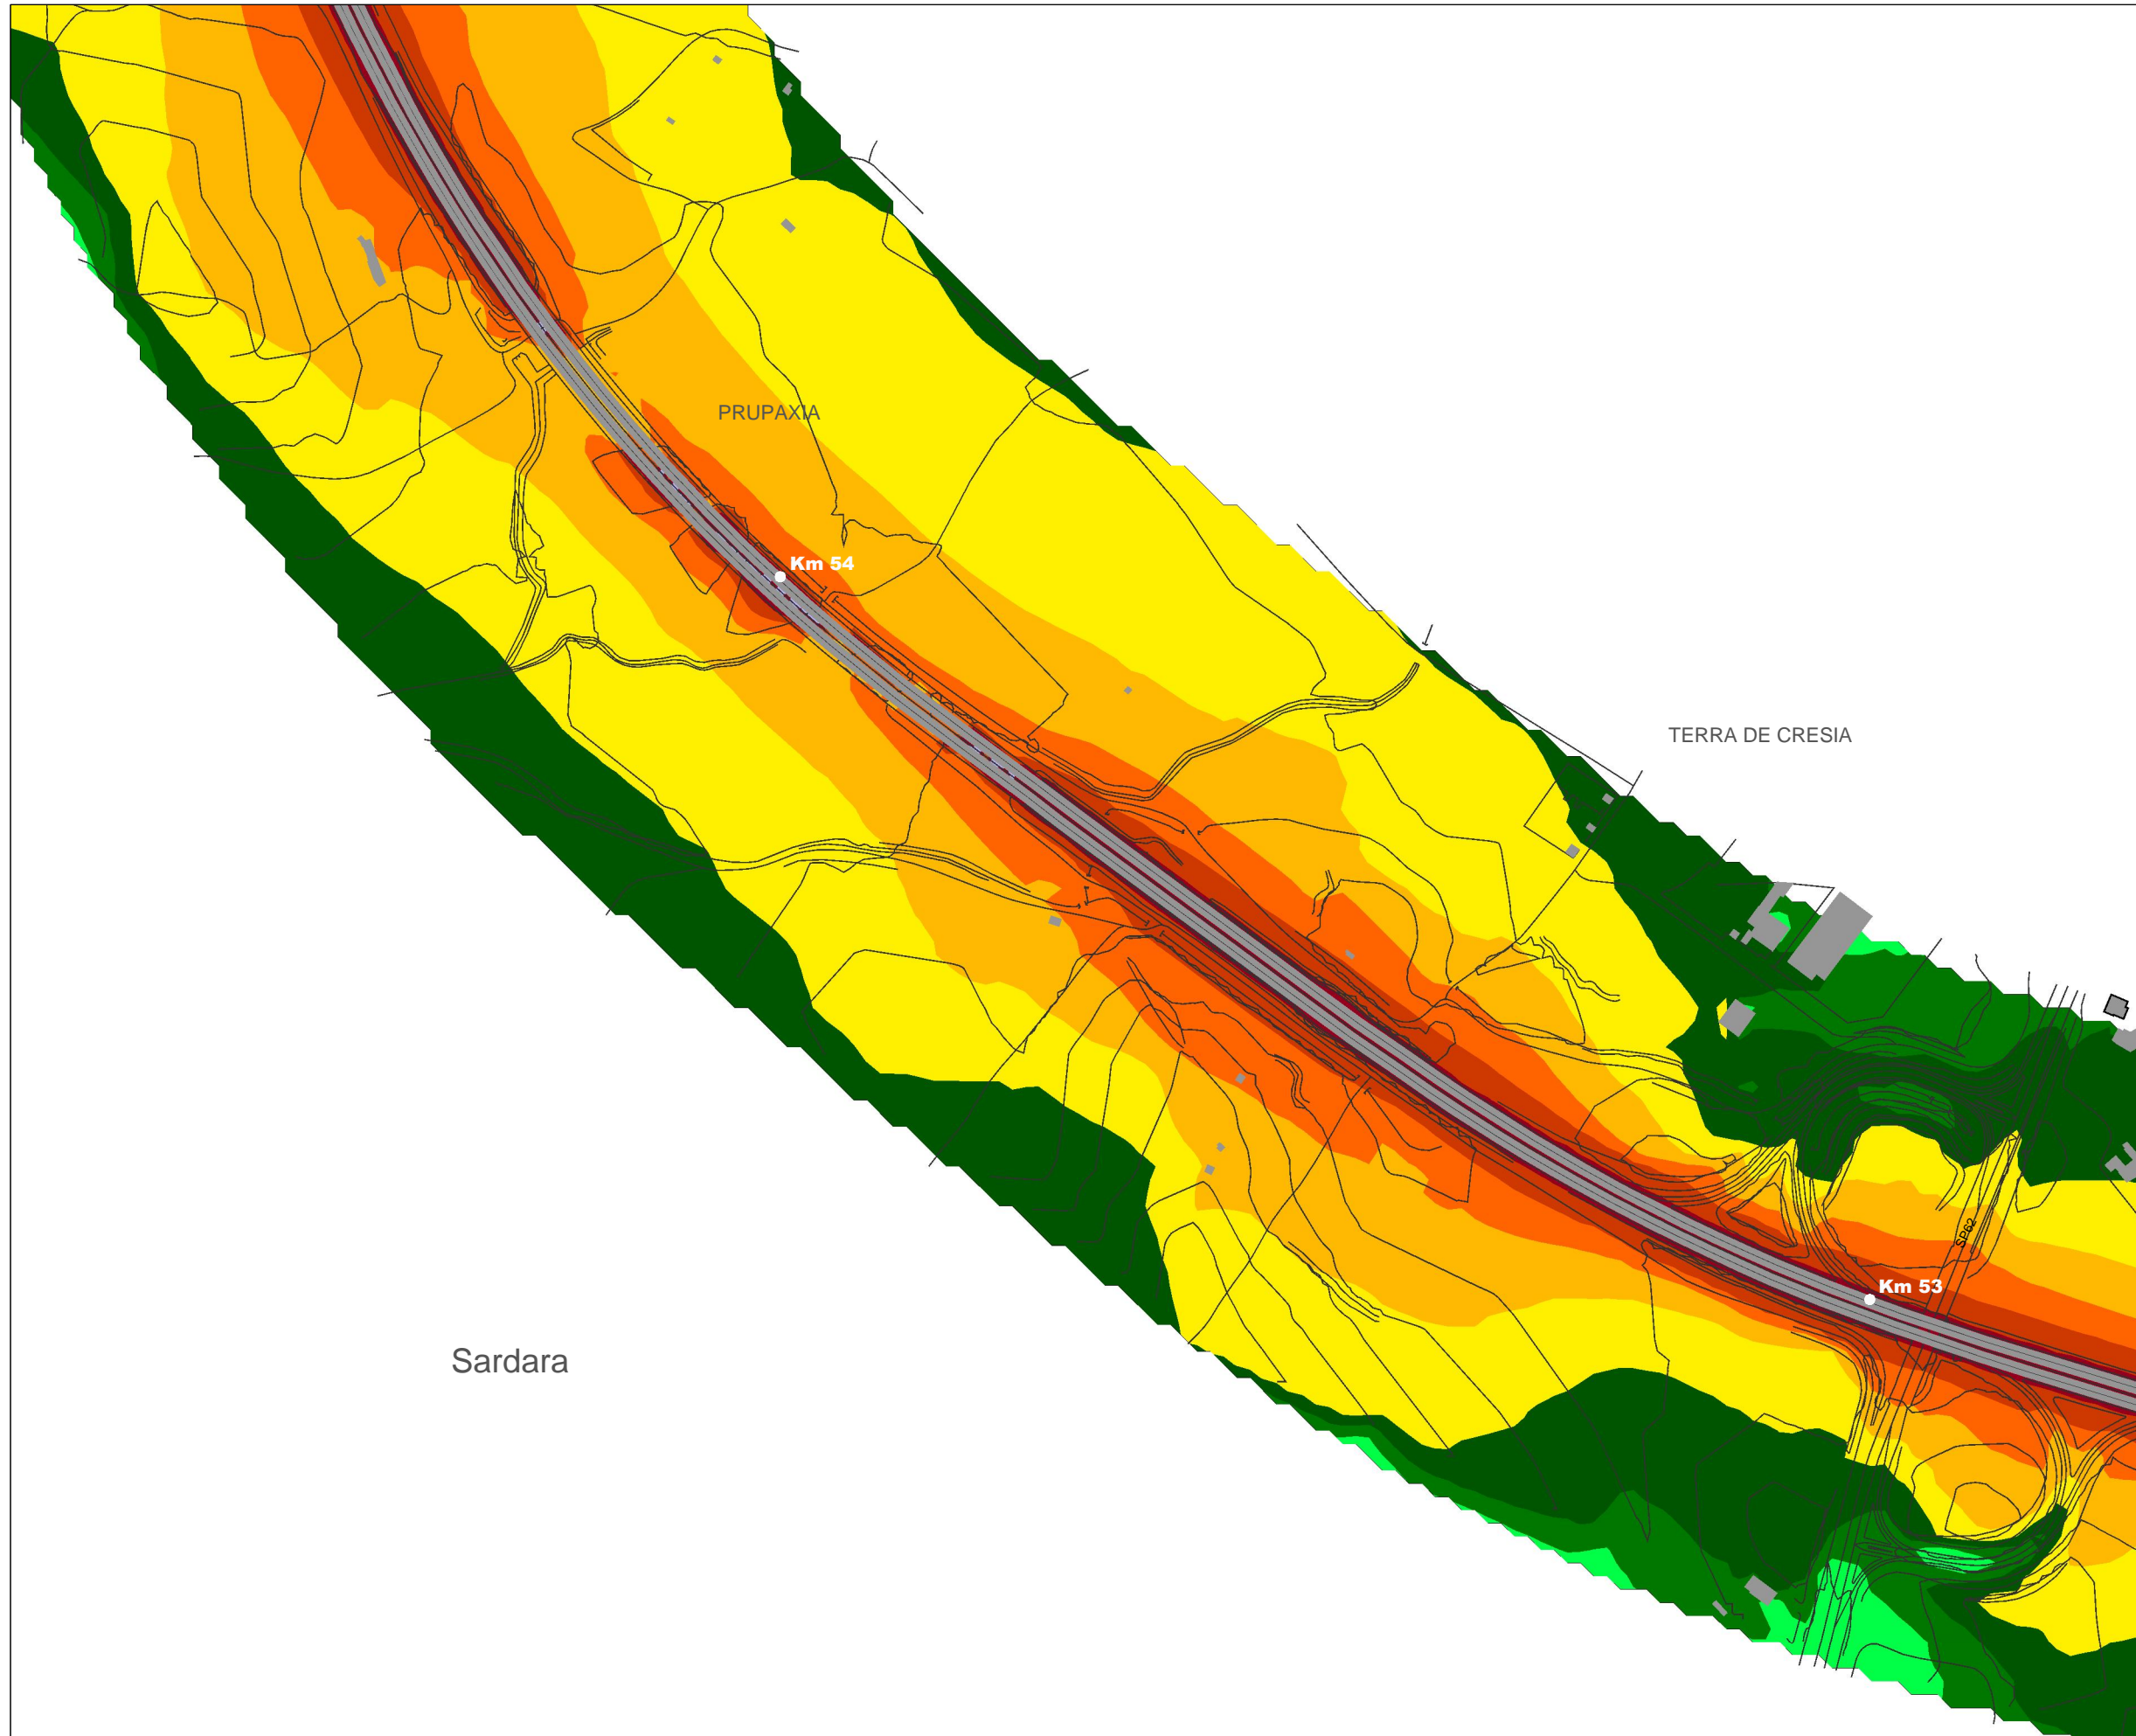 PRUPAXIA
Km 54
TERRA DE CRESIA
SP62
Km 53
Sardara